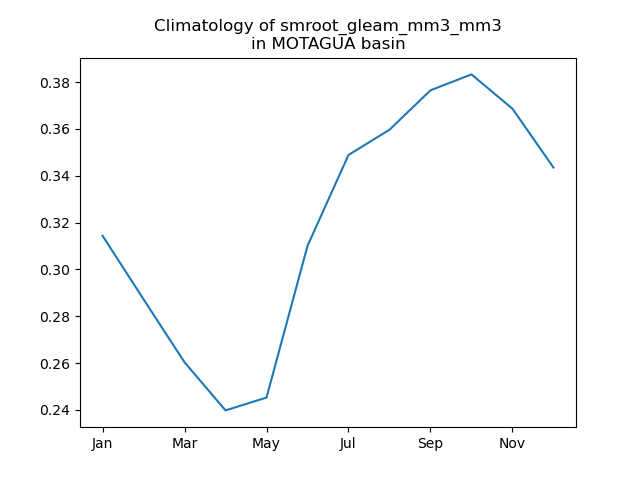 Climatology of smroot_gleam_mm3_mm3
in MOTAGUA basin
0.38
0.36
0.34
0.32
0.30
0.28
0.26
0.24
Jan Mar May Jul Sep Nov